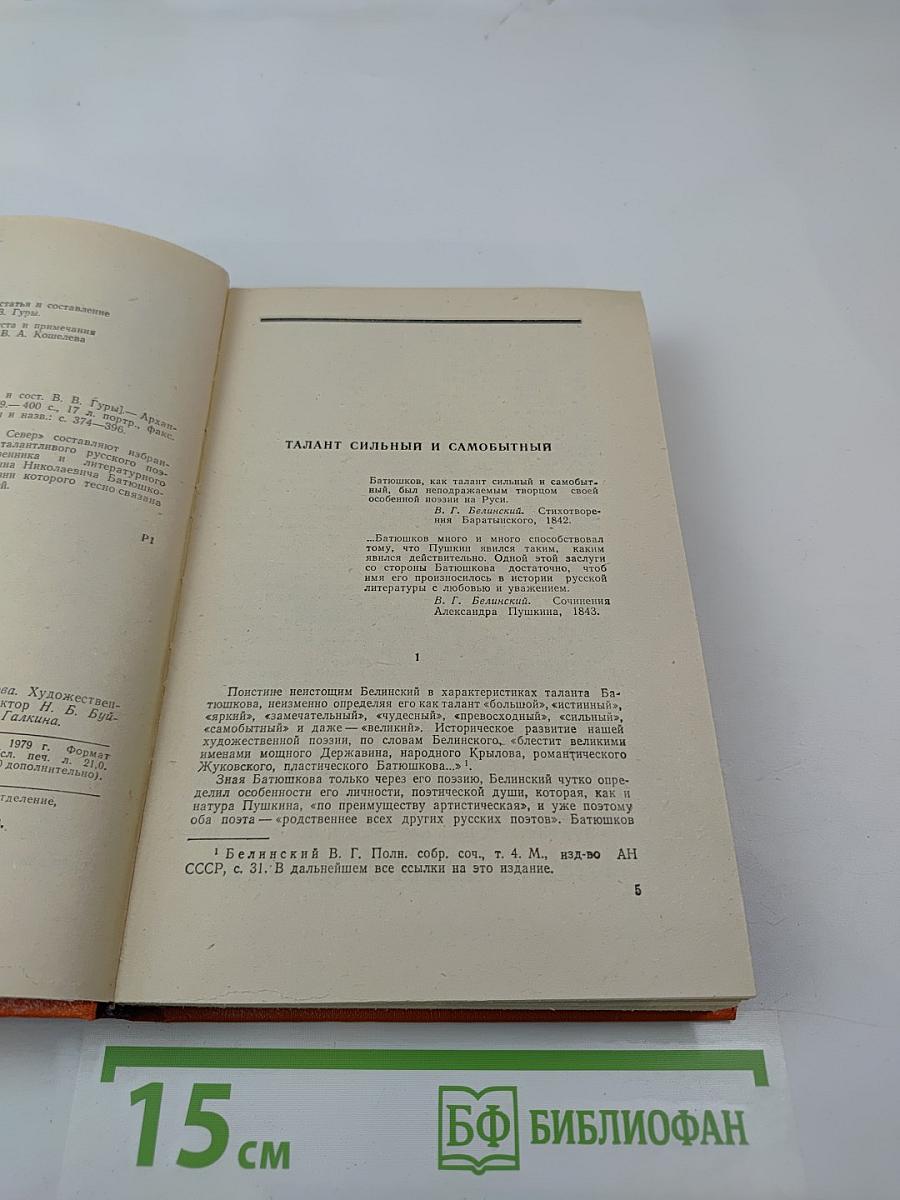 статья и составление
В. Гуры.
ста и примечания
В. А. Кошелева
и сост. В. В. Гуры].— Архан-
9.— 400 с., 17 л. портр., факс.
и назв.: с. 374—396.
Север» составляют избран-
талантливого русского поэ-
енника и литературного
ина Николаевича Батюшко-
ни которого тесно связана
ой.
Р1
ва. Художествен-
ктор Н. Б. Буй-
Галкина.
1979 г. Формат
сл. печ. л. 21,0.
0 дополнительно).
тделение,
ТАЛАНТ СИЛЬНЫЙ И САМОБЫТНЫЙ
Батюшков, как талант сильный и самобыт-
ный, был неподражаемым творцом своей
особенной поэзии на Руси.
В. Г. Белинский. Стихотворе-
ния Баратынского, 1842.
...Батюшков много и много способствовал
тому, что Пушкин явился таким, каким
явился действительно. Одной этой заслуги
со стороны Батюшкова достаточно, чтоб
имя его произносилось в истории русской
литературы с любовью и уважением.
В. Г. Белинский. Сочинения
Александра Пушкина, 1843.
1
Поистине неистощим Белинский в характеристиках таланта Ба-
тюшкова, неизменно определяя его как талант «большой», «истинный»,
«яркий», «замечательный», «чудесный», «превосходный», «сильный»,
«самобытный» и даже — «великий». Историческое развитие нашей
художественной поэзии, по словам Белинского, «блестит великими
именами мощного Державина, народного Крылова, романтического
Жуковского, пластического Батюшкова...» ¹.
Зная Батюшкова только через его поэзию, Белинский чутко опре-
делил особенности его личности, поэтической души, которая, как и
натура Пушкина, «по преимуществу артистическая», и уже поэтому
оба поэта — «родственнее всех других русских поэтов». Батюшков
¹ Белинский В. Г. Полн. собр. соч., т. 4. М., изд-во АН
СССР, с. 31. В дальнейшем все ссылки на это издание.
5
15 см
БФ БИБЛИОФАН